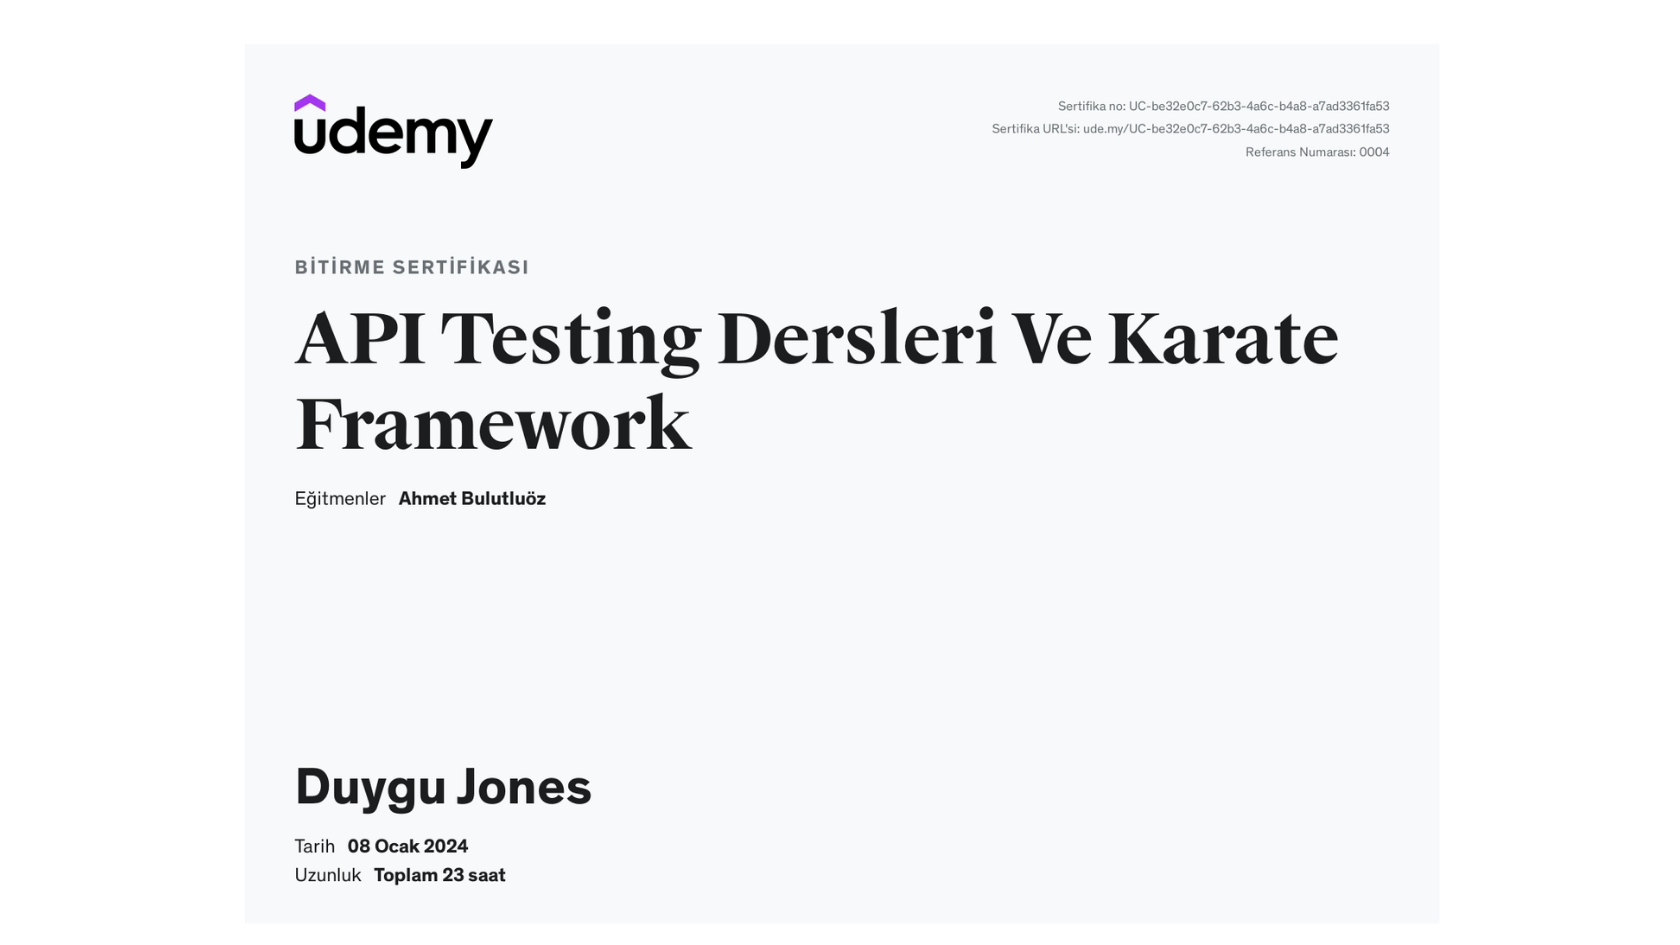 udemy
Sertifika no: UC-be32e0c7-62b3-4a6c-b4a8-a7ad3361fa53
Sertifika URL'si: ude.my/UC-be32e0c7-62b3-4a6c-b4a8-a7ad3361fa53
Referans Numarası: 0004
BİTİRME SERTİFİKASI
API Testing Dersleri Ve Karate
Framework
Eğitmenler Ahmet Bulutluöz
Duygu Jones
Tarih 08 Ocak 2024
Uzunluk Toplam 23 saat